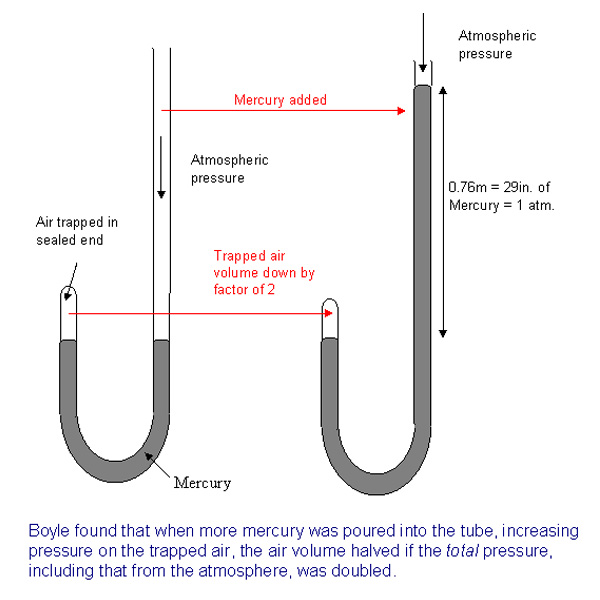 Atmospheric
pressure
Mercury added
Atmospheric
pressure
0.76m = 29in. of
Mercury = 1 atm.
Air trapped in
sealed end
Trapped air
volume down by
factor of 2
Mercury
Boyle found that when more mercury was poured into the tube, increasing
pressure on the trapped air, the air volume halved if the total pressure,
including that from the atmosphere, was doubled.